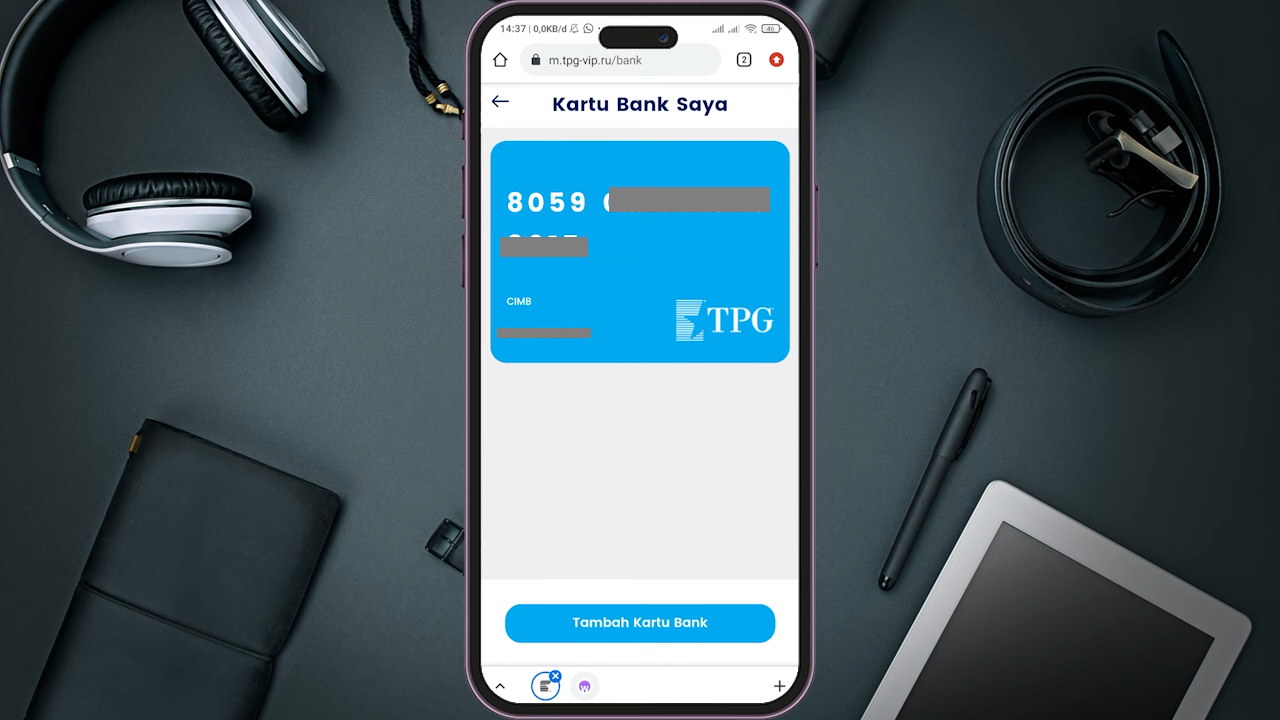 14:37 | 0,0KB/d
2
m.tpg-vip.ru/bank
Kartu Bank Saya
8059
CIMB
TPG
Tambah Kartu Bank